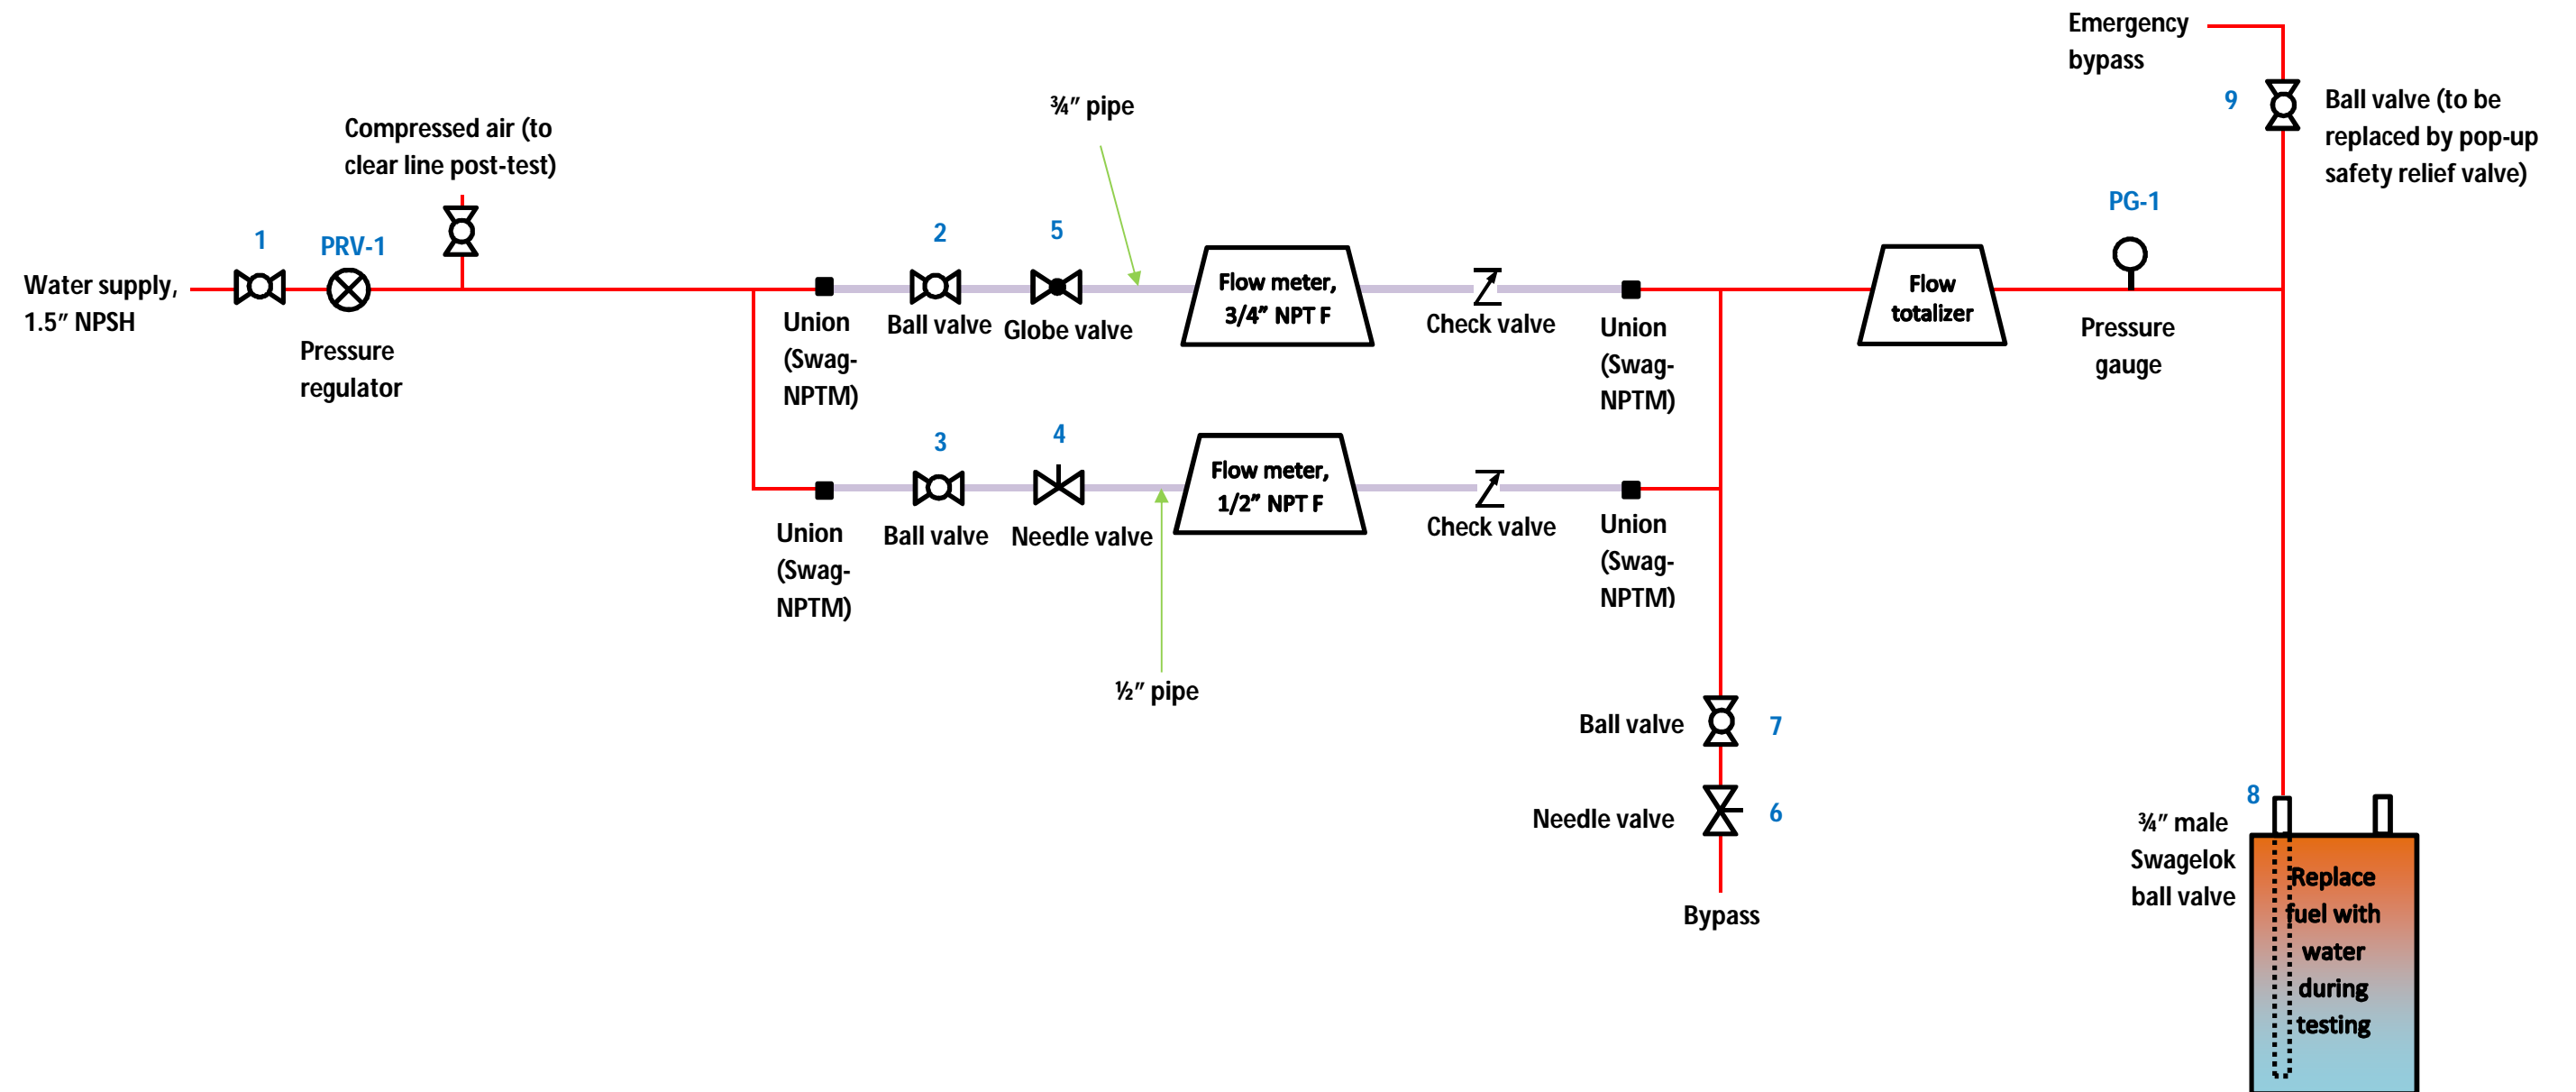 Emergency
bypass
9
Ball valve (to be
replaced by pop-up
safety relief valve)
¾” pipe
Compressed air (to
clear line post-test)
PG-1
1
PRV-1
2
5
Water supply,
1.5” NPSH
Flow meter,
3/4” NPT F
Flow
totalizer
Pressure
regulator
Union
(Swag-
NPTM)
Ball valve
Globe valve
Check valve
Union
(Swag-
NPTM)
Pressure
gauge
3
4
Flow meter,
1/2” NPT F
Union
(Swag-
NPTM)
Ball valve
Needle valve
Check valve
Union
(Swag-
NPTM)
½” pipe
Ball valve
7
Needle valve
6
Bypass
8
¾” male
Swagelok
ball valve
Replace
fuel with
water
during
testing